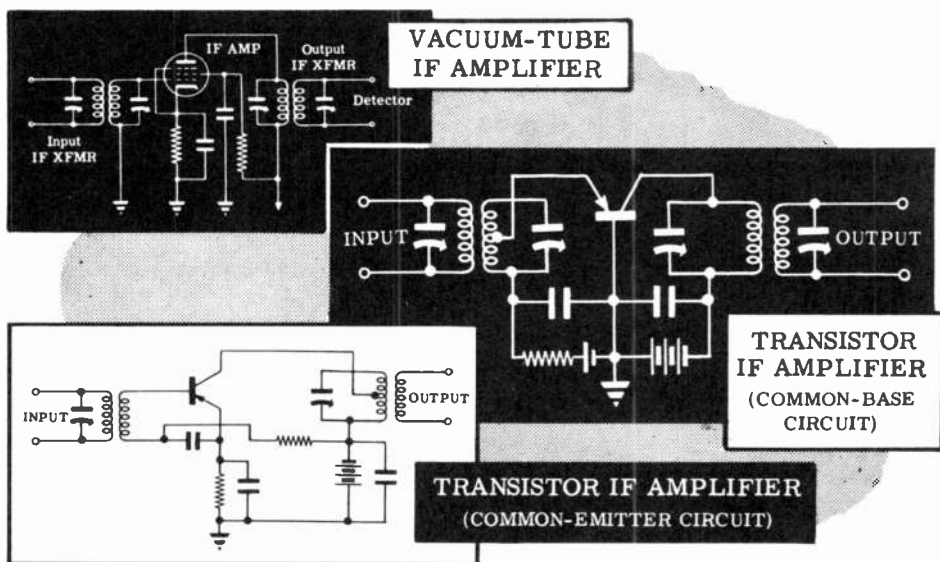 VACUUM-TUBE
IF AMPLIFIER
IF AMP
Output
IF XFMR
Detector
Input
IF XFMR
INPUT
OUTPUT
TRANSISTOR
IF AMPLIFIER
(COMMON-BASE
CIRCUIT)
INPUT
OUTPUT
TRANSISTOR IF AMPLIFIER
(COMMON-EMITTER CIRCUIT)